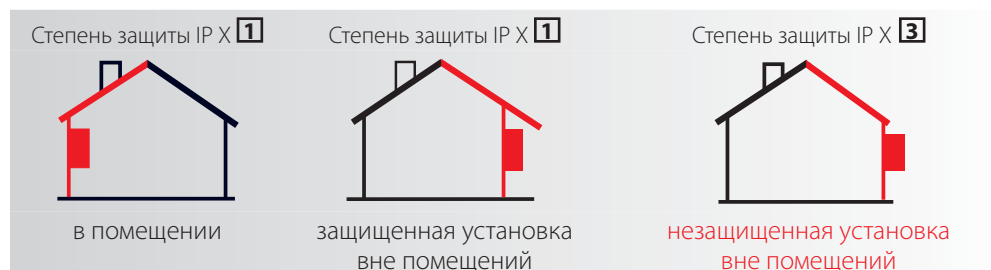 Степень защиты IP X 1
Степень защиты IP X 1
Степень защиты IP X 3
в помещении
защищенная установка
вне помещений
незащищенная установка
вне помещений